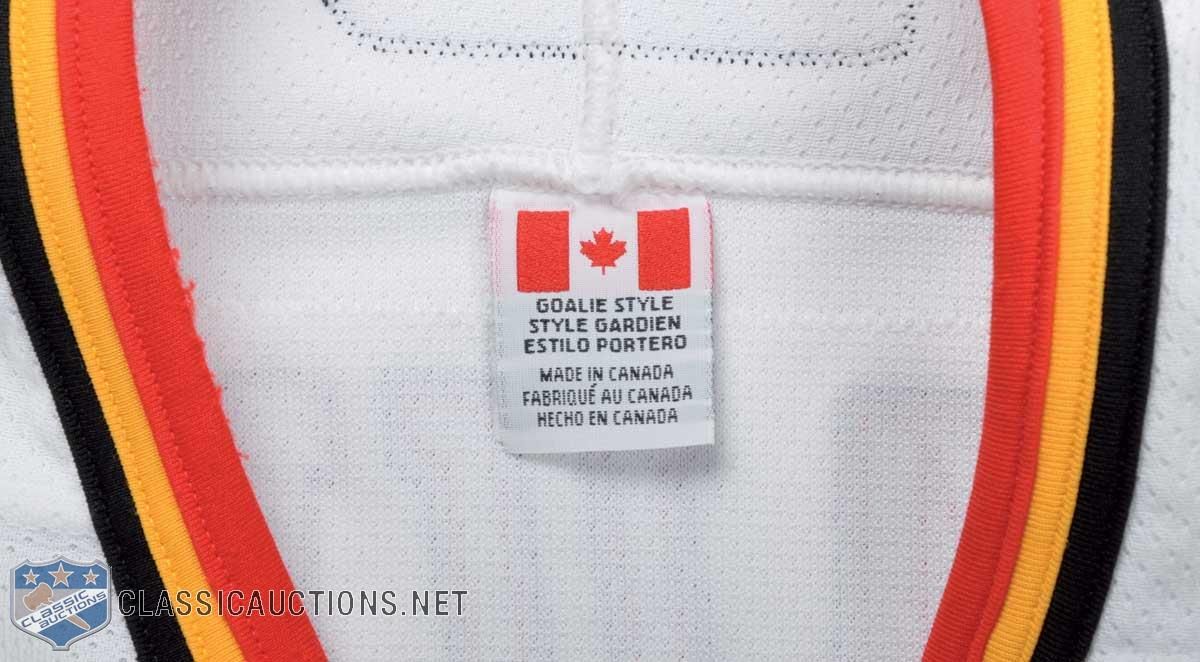 GOALIE STYLE
STYLE GARDIEN
ESTILO PORTERO
MADE IN CANADA
FABRIQUÉ AU CANADA
HECHO EN CANADA
CLASSIC
AUCTIONS
CLASSICAUCTIONS.NET